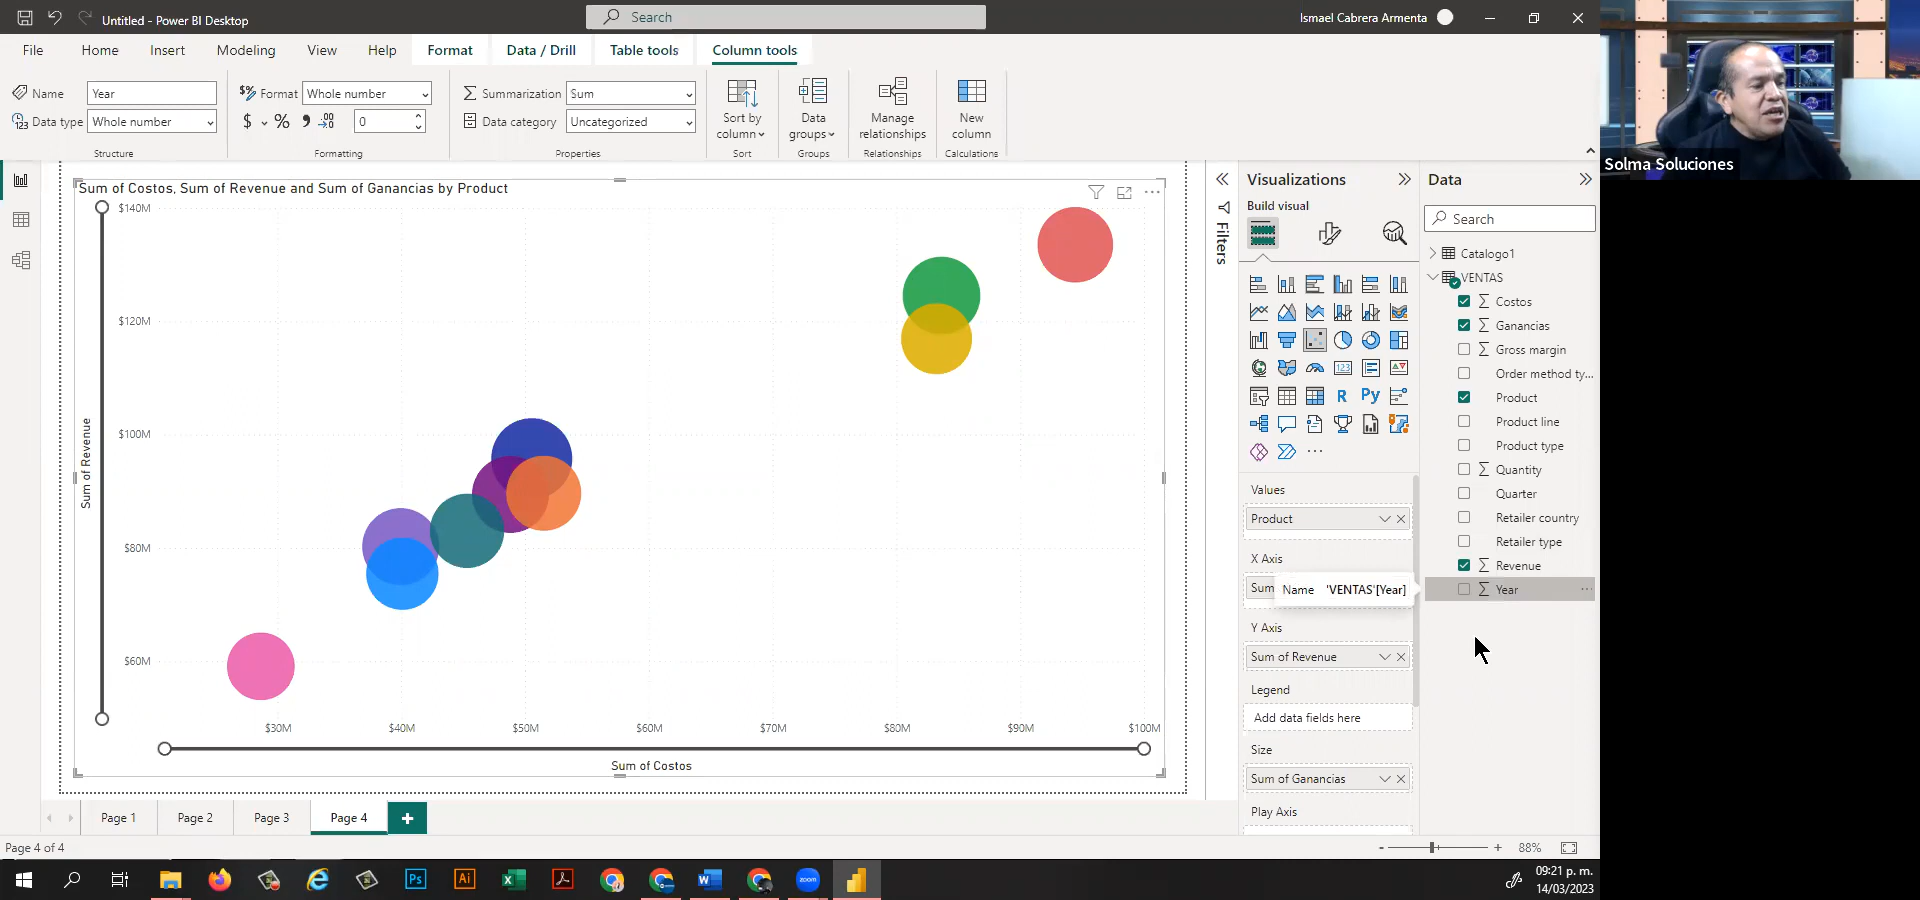 Untitled - Power BI Desktop
Search
Ismael Cabrera Armenta
File
Home
Insert
Modeling
View
Help
Format
Data / Drill
Table tools
Column tools
Name
Year
Format
Whole number
Summarization
Sum
Data type
Whole number
$
%
0
Data category
Uncategorized
Sort by column
Data groups
Manage relationships
New column
Structure
Formatting
Properties
Sort
Groups
Relationships
Calculations
Solma Soluciones
Sum of Costos, Sum of Revenue and Sum of Ganancias by Product
$140M
$120M
$100M
$80M
$60M
Sum of Revenue
$30M
$40M
$50M
$60M
$70M
$80M
$90M
$100M
Sum of Costos
Filters
Visualizations
Build visual
123
R
Py
Values
Product
X Axis
Sum
Name 'VENTAS'[Year]
Y Axis
Sum of Revenue
Legend
Add data fields here
Size
Sum of Ganancias
Play Axis
Data
Search
Catalogo1
VENTAS
Costos
Ganancias
Gross margin
Order method ty...
Product
Product line
Product type
Quantity
Quarter
Retailer country
Retailer type
Revenue
Year
Page 1
Page 2
Page 3
Page 4
Page 4 of 4
88%
Ps
Ai
zoom
09:21 p. m.
14/03/2023